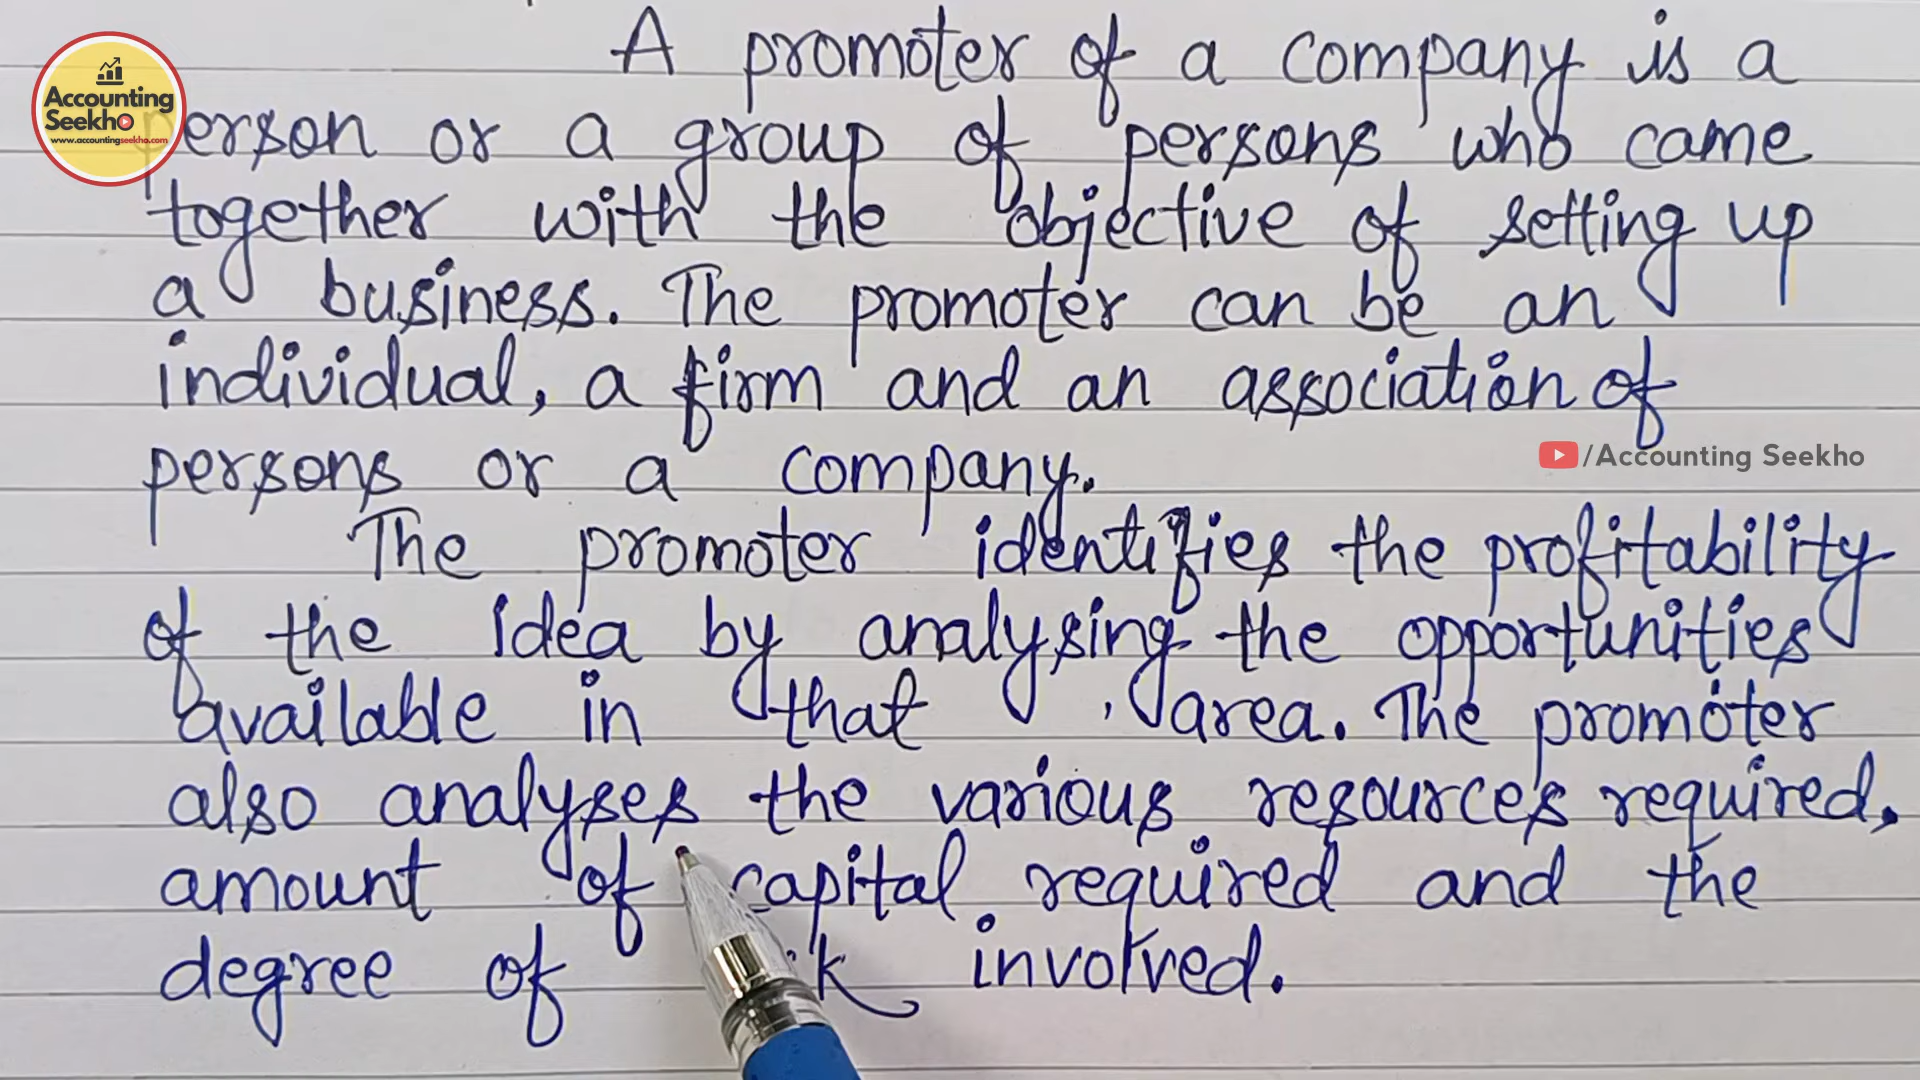 A promoter of a company is a
Accounting
Seekho
www.accountingseekho.com
person or a group of persons who came
together with the objective of setting up
a business. The promoter can be an
individual, a firm and an association of
/Accounting Seekho
persons or a company.
The promoter identifies the profitability
of the idea by analysing the opportunities
available in that area. The promoter
also analyses the various resources required,
amount of capital required and the
degree of involved.